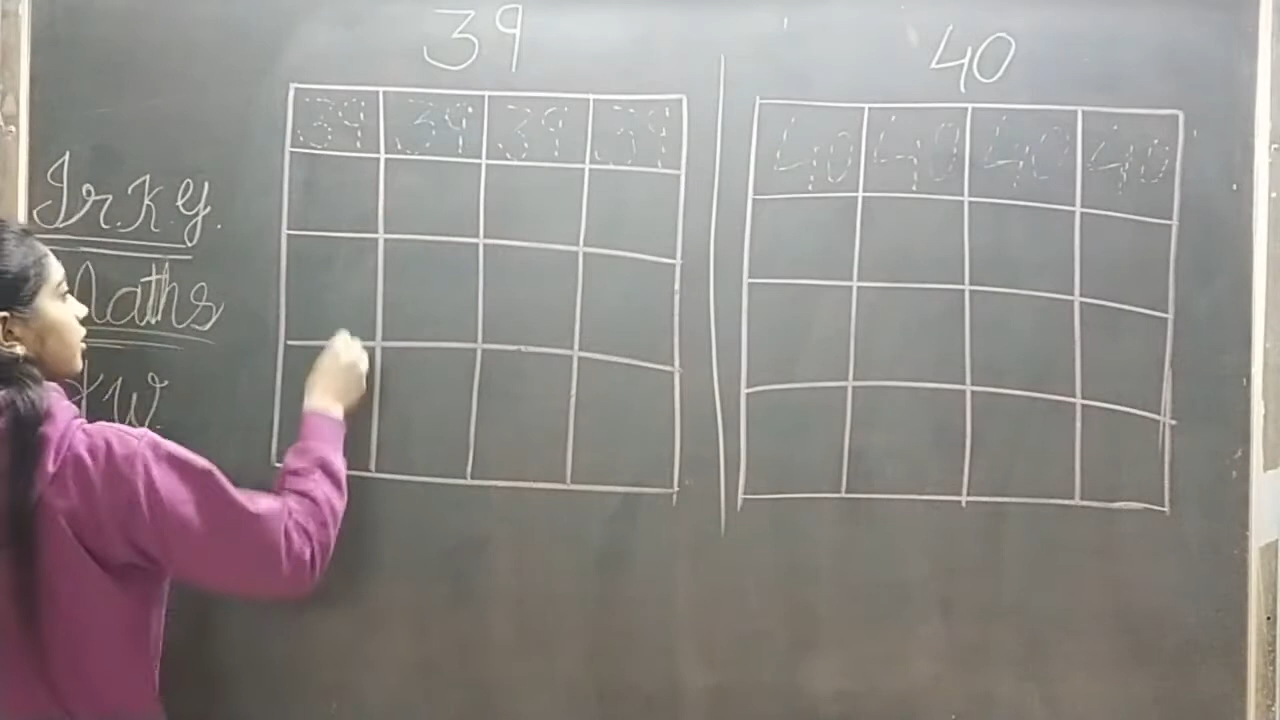 Jr. K.G.
Maths
39
39 39 39 39
40
40 40 40 40